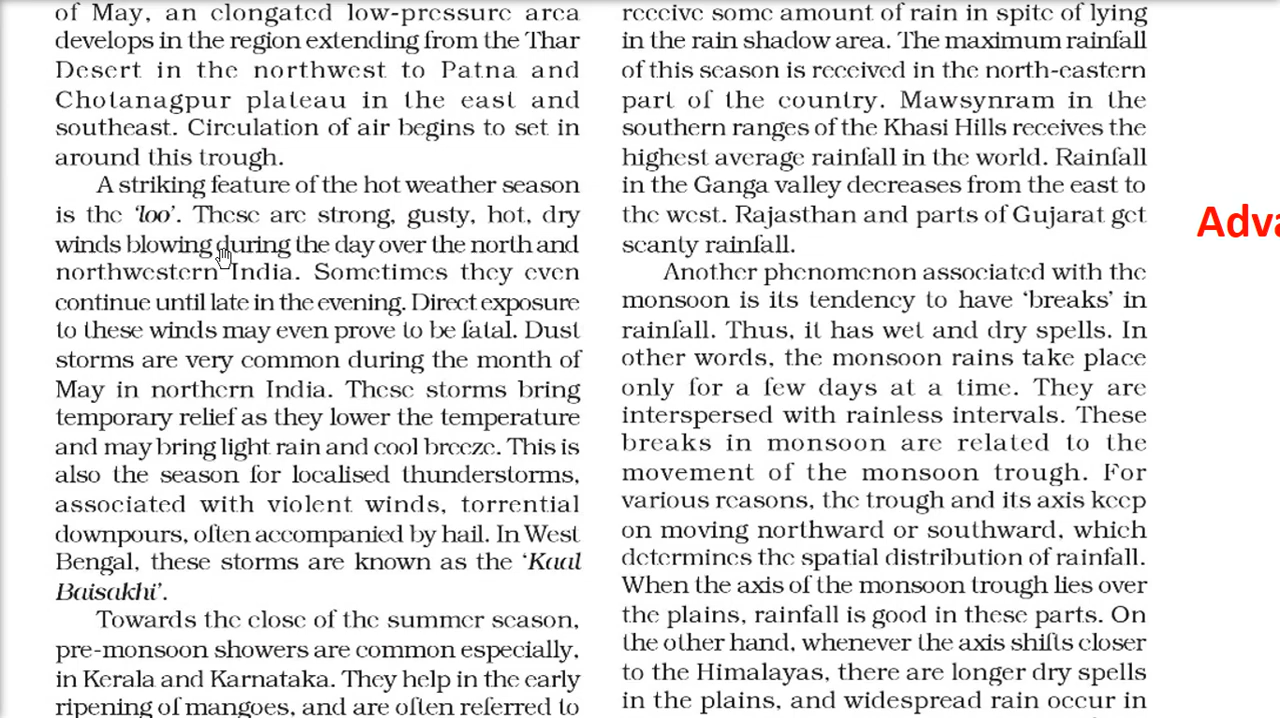 of May, an elongated low-pressure area
develops in the region extending from the Thar
Desert in the northwest to Patna and
Chotanagpur plateau in the east and
southeast. Circulation of air begins to set in
around this trough.
A striking feature of the hot weather season
is the 'loo'. These are strong, gusty, hot, dry
winds blowing during the day over the north and
northwestern India. Sometimes they even
continue until late in the evening. Direct exposure
to these winds may even prove to be fatal. Dust
storms are very common during the month of
May in northern India. These storms bring
temporary relief as they lower the temperature
and may bring light rain and cool breeze. This is
also the season for localised thunderstorms,
associated with violent winds, torrential
downpours, often accompanied by hail. In West
Bengal, these storms are known as the 'Kaal
Baisakhi'.
Towards the close of the summer season,
pre-monsoon showers are common especially,
in Kerala and Karnataka. They help in the early
ripening of mangoes, and are often referred to
receive some amount of rain in spite of lying
in the rain shadow area. The maximum rainfall
of this season is received in the north-eastern
part of the country. Mawsynram in the
southern ranges of the Khasi Hills receives the
highest average rainfall in the world. Rainfall
in the Ganga valley decreases from the east to
the west. Rajasthan and parts of Gujarat get
scanty rainfall.
Another phenomenon associated with the
monsoon is its tendency to have 'breaks' in
rainfall. Thus, it has wet and dry spells. In
other words, the monsoon rains take place
only for a few days at a time. They are
interspersed with rainless intervals. These
breaks in monsoon are related to the
movement of the monsoon trough. For
various reasons, the trough and its axis keep
on moving northward or southward, which
determines the spatial distribution of rainfall.
When the axis of the monsoon trough lies over
the plains, rainfall is good in these parts. On
the other hand, whenever the axis shifts closer
to the Himalayas, there are longer dry spells
in the plains, and widespread rain occur in